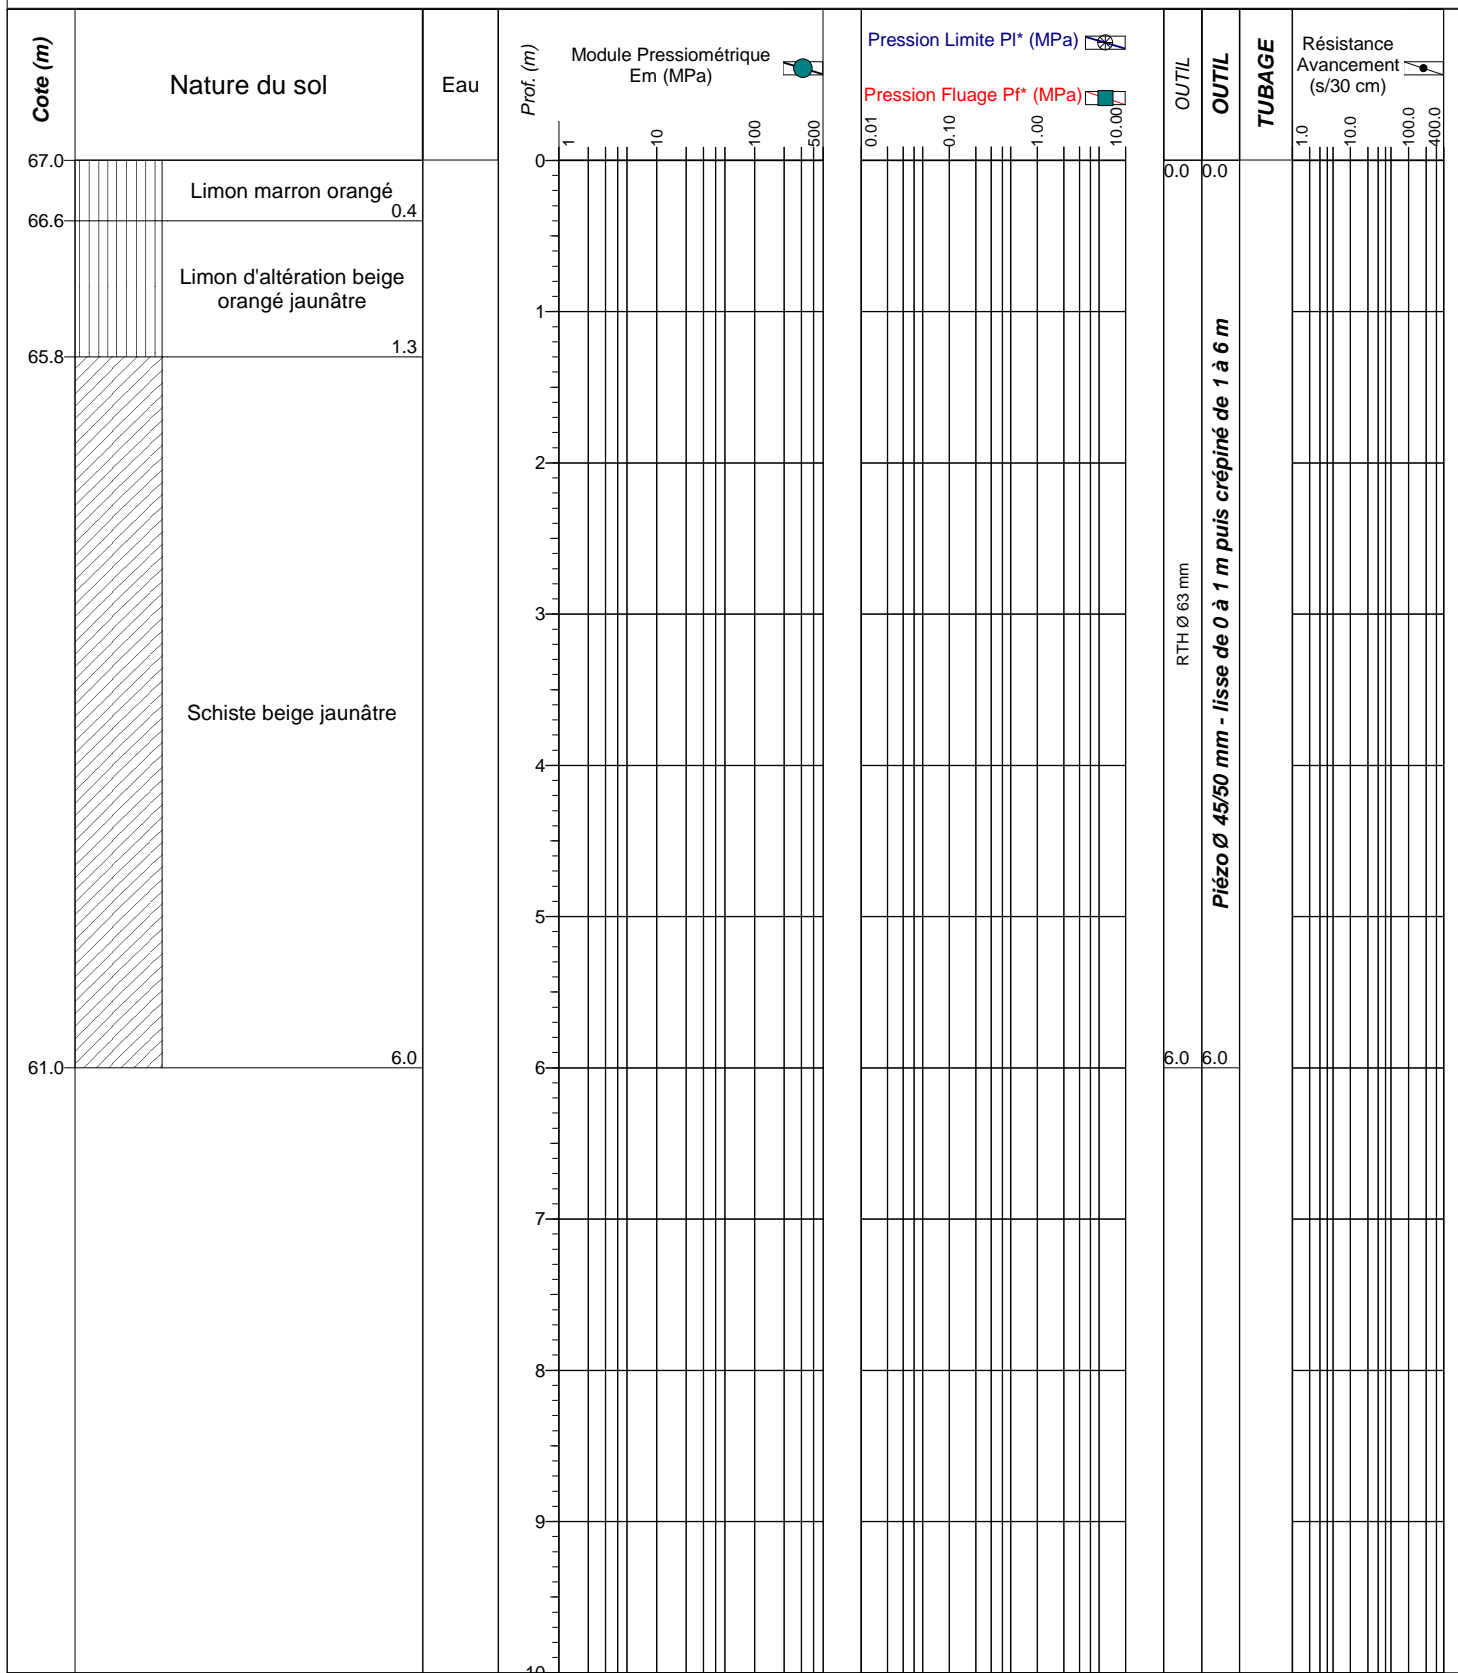 Cote (m)
Nature du sol
Eau
Prof. (m)
Module Pressiométrique
Em (MPa)
1
10
100
500
Pression Limite Pl* (MPa)
Pression Fluage Pf* (MPa)
0.01
0.10
1.00
10.00
OUTIL
OUTIL
TUBAGE
Résistance
Avancement
(s/30 cm)
1.0
10.0
100.0
400.0
67.0
0
0.0
0.0
Limon marron orangé
0.4
66.6
Limon d'altération beige
orangé jaunâtre
1
1.3
65.8
2
3
Schiste beige jaunâtre
4
5
RTH Ø 63 mm
Piézo Ø 45/50 mm - lisse de 0 à 1 m puis crépiné de 1 à 6 m
6.0
61.0
6
6.0
6.0
7
8
9
10